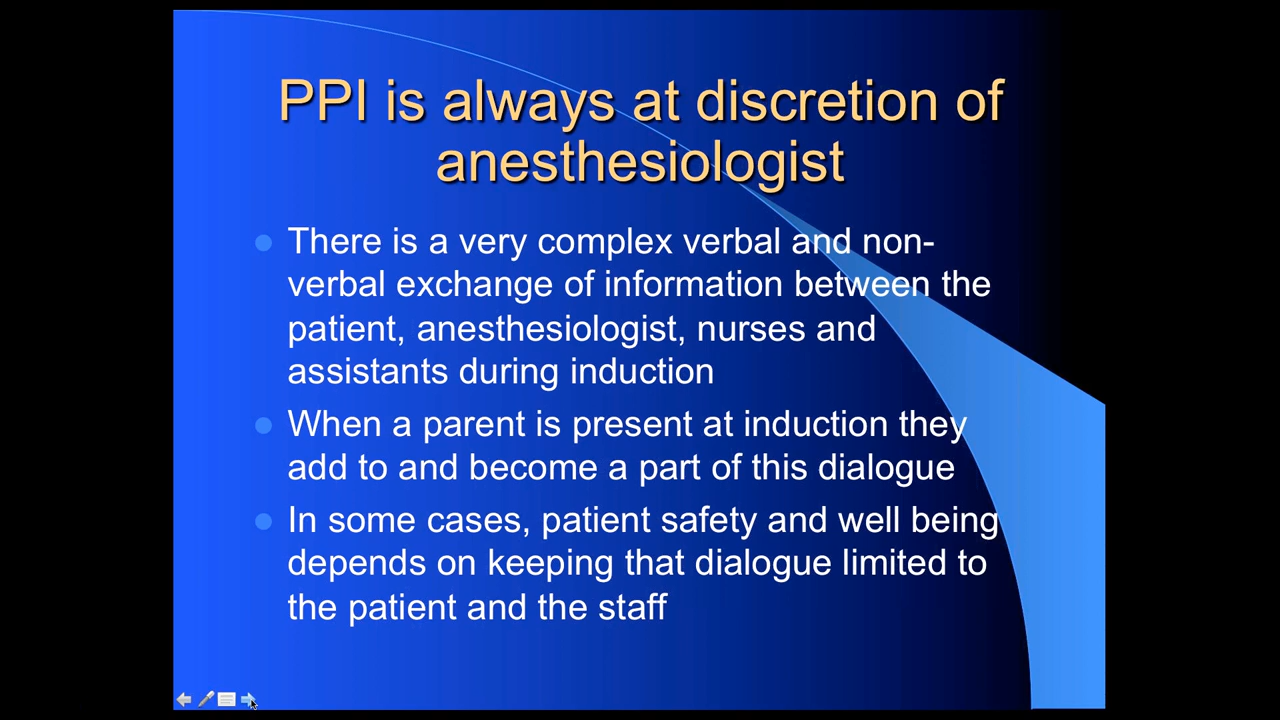 PPI is always at discretion of
anesthesiologist
There is a very complex verbal and non-
verbal exchange of information between the
patient, anesthesiologist, nurses and
assistants during induction
When a parent is present at induction they
add to and become a part of this dialogue
In some cases, patient safety and well being
depends on keeping that dialogue limited to
the patient and the staff